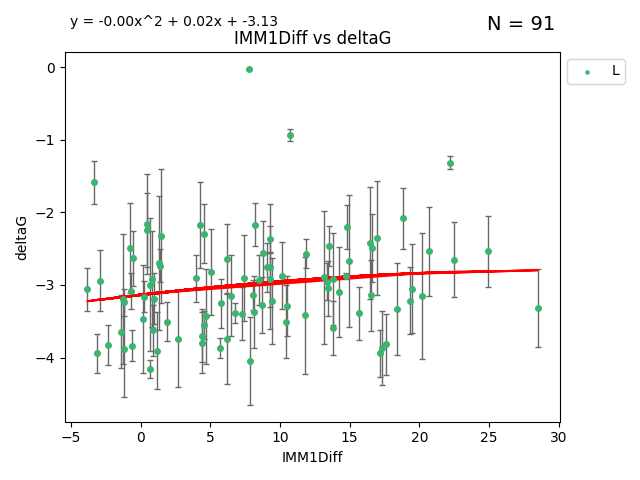 y = -0.00x^2 + 0.02x + -3.13
N = 91
IMM1Diff vs deltaG
L
deltaG
0
−1
−2
−3
−4
−5
0
5
10
15
20
25
30
IMM1Diff